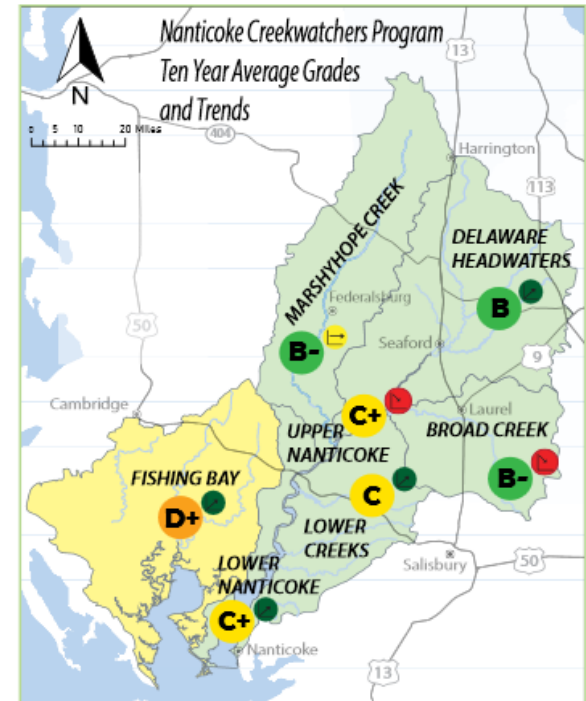 Nanticoke Creekwatchers Program
Ten Year Average Grades
and Trends
N
0 5 10 20 Miles
13
404
Harrington
113
MARSHYHOPE CREEK
DELAWARE
HEADWATERS
Federalsburg
B
50
B-
Seaford
9
Cambridge
C+
Laurel
UPPER
NANTICOKE
BROAD CREEK
FISHING BAY
C
B-
D+
LOWER
CREEKS
LOWER
NANTICOKE
Salisbury
50
C+
Nanticoke
13